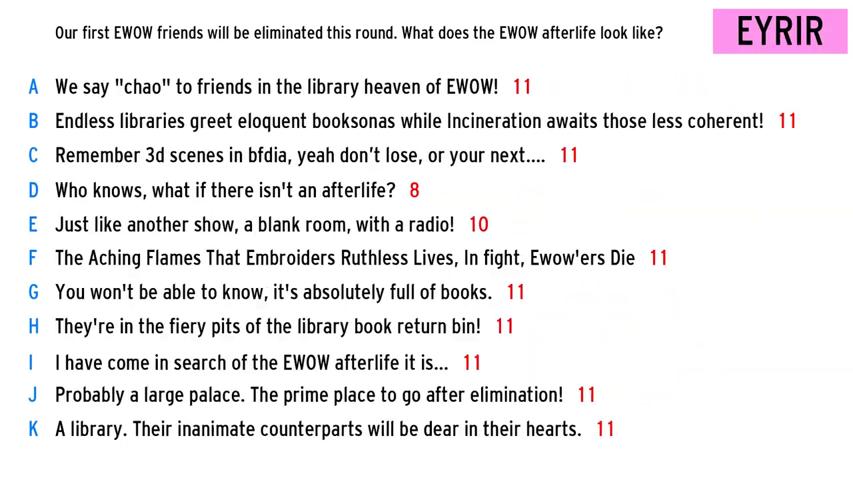 Our first EWOW friends will be eliminated this round. What does the EWOW afterlife look like?
EYRIR
A We say "chao" to friends in the library heaven of EWOW! 11
B Endless libraries greet eloquent booksonas while Incineration awaits those less coherent! 11
C Remember 3d scenes in bfdia, yeah don’t lose, or your next.... 11
D Who knows, what if there isn't an afterlife? 8
E Just like another show, a blank room, with a radio! 10
F The Aching Flames That Embroiders Ruthless Lives, In fight, Ewow'ers Die 11
G You won't be able to know, it's absolutely full of books. 11
H They're in the fiery pits of the library book return bin! 11
I I have come in search of the EWOW afterlife it is... 11
J Probably a large palace. The prime place to go after elimination! 11
K A library. Their inanimate counterparts will be dear in their hearts. 11